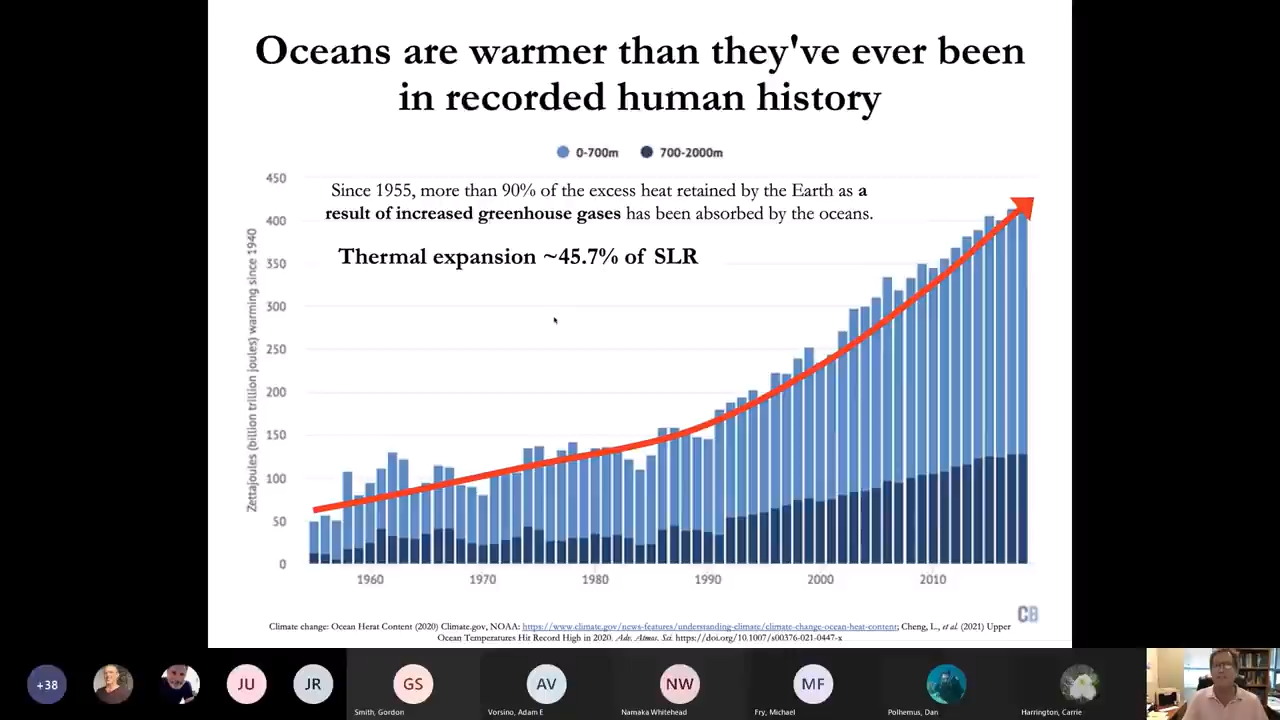 Oceans are warmer than they've ever been
in recorded human history
0-700m
700-2000m
Since 1955, more than 90% of the excess heat retained by the Earth as a
result of increased greenhouse gases has been absorbed by the oceans.
Thermal expansion ~45.7% of SLR
Zettajoules (billion trillion joules) warming since 1940
450
400
350
300
250
200
150
100
50
0
1960
1970
1980
1990
2000
2010
CB
Climate change: Ocean Herat Content (2020) Climate.gov, NOAA: https://www.climate.gov/news-features/understanding-climate/climate-change-ocean-heat-content; Cheng, L., et al. (2021) Upper
Ocean Temperatures Hit Record High in 2020. Adv. Atmos. Sci. https://doi.org/10.1007/s00376-021-0447-x
+38
JU
JR
GS
AV
NW
MF
Smith, Gordon
Vorsino, Adam E
Namaka Whitehead
Fry, Michael
Polhemus, Dan
Harrington, Carrie